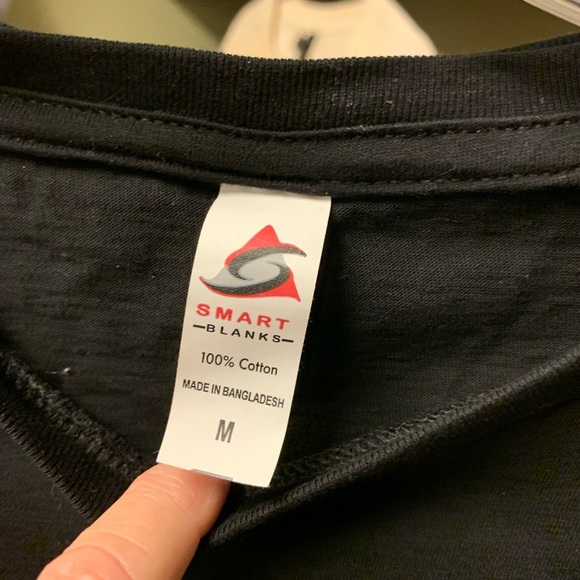 SMART
BLANKS
100% Cotton
MADE IN BANGLADESH
M